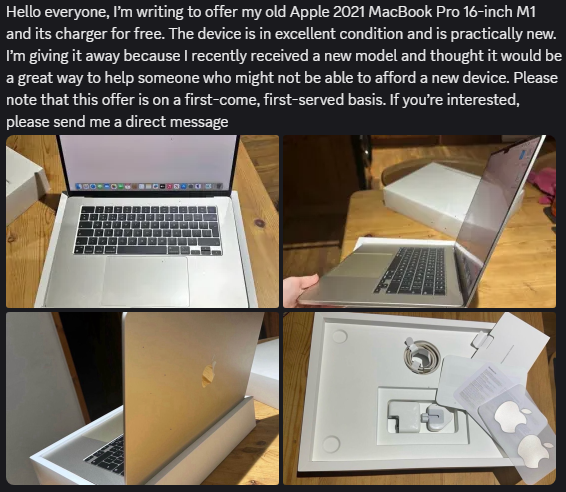 Hello everyone, I’m writing to offer my old Apple 2021 MacBook Pro 16-inch M1
and its charger for free. The device is in excellent condition and is practically new.
I’m giving it away because I recently received a new model and thought it would be
a great way to help someone who might not be able to afford a new device. Please
note that this offer is on a first-come, first-served basis. If you’re interested,
please send me a direct message